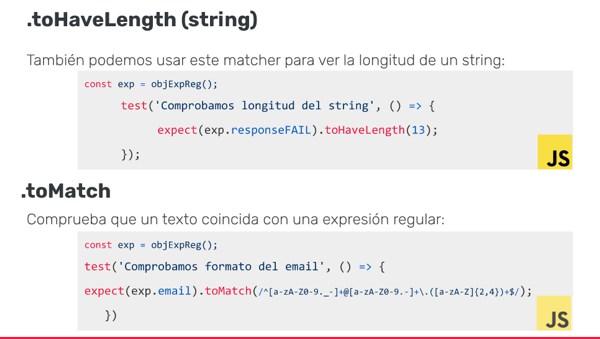 .toHaveLength (string)
También podemos usar este matcher para ver la longitud de un string:
const exp = objExpReg();
test('Comprobamos longitud del string', () => {
expect(exp.responseFAIL).toHaveLength(13);
});
JS
.toMatch
Comprueba que un texto coincida con una expresión regular:
const exp = objExpReg();
test('Comprobamos formato del email', () => {
expect(exp.email).toMatch(/^[a-zA-Z0-9._-]+@[a-zA-Z0-9.-]+\.([a-zA-Z]{2,4})+$/);
})
JS